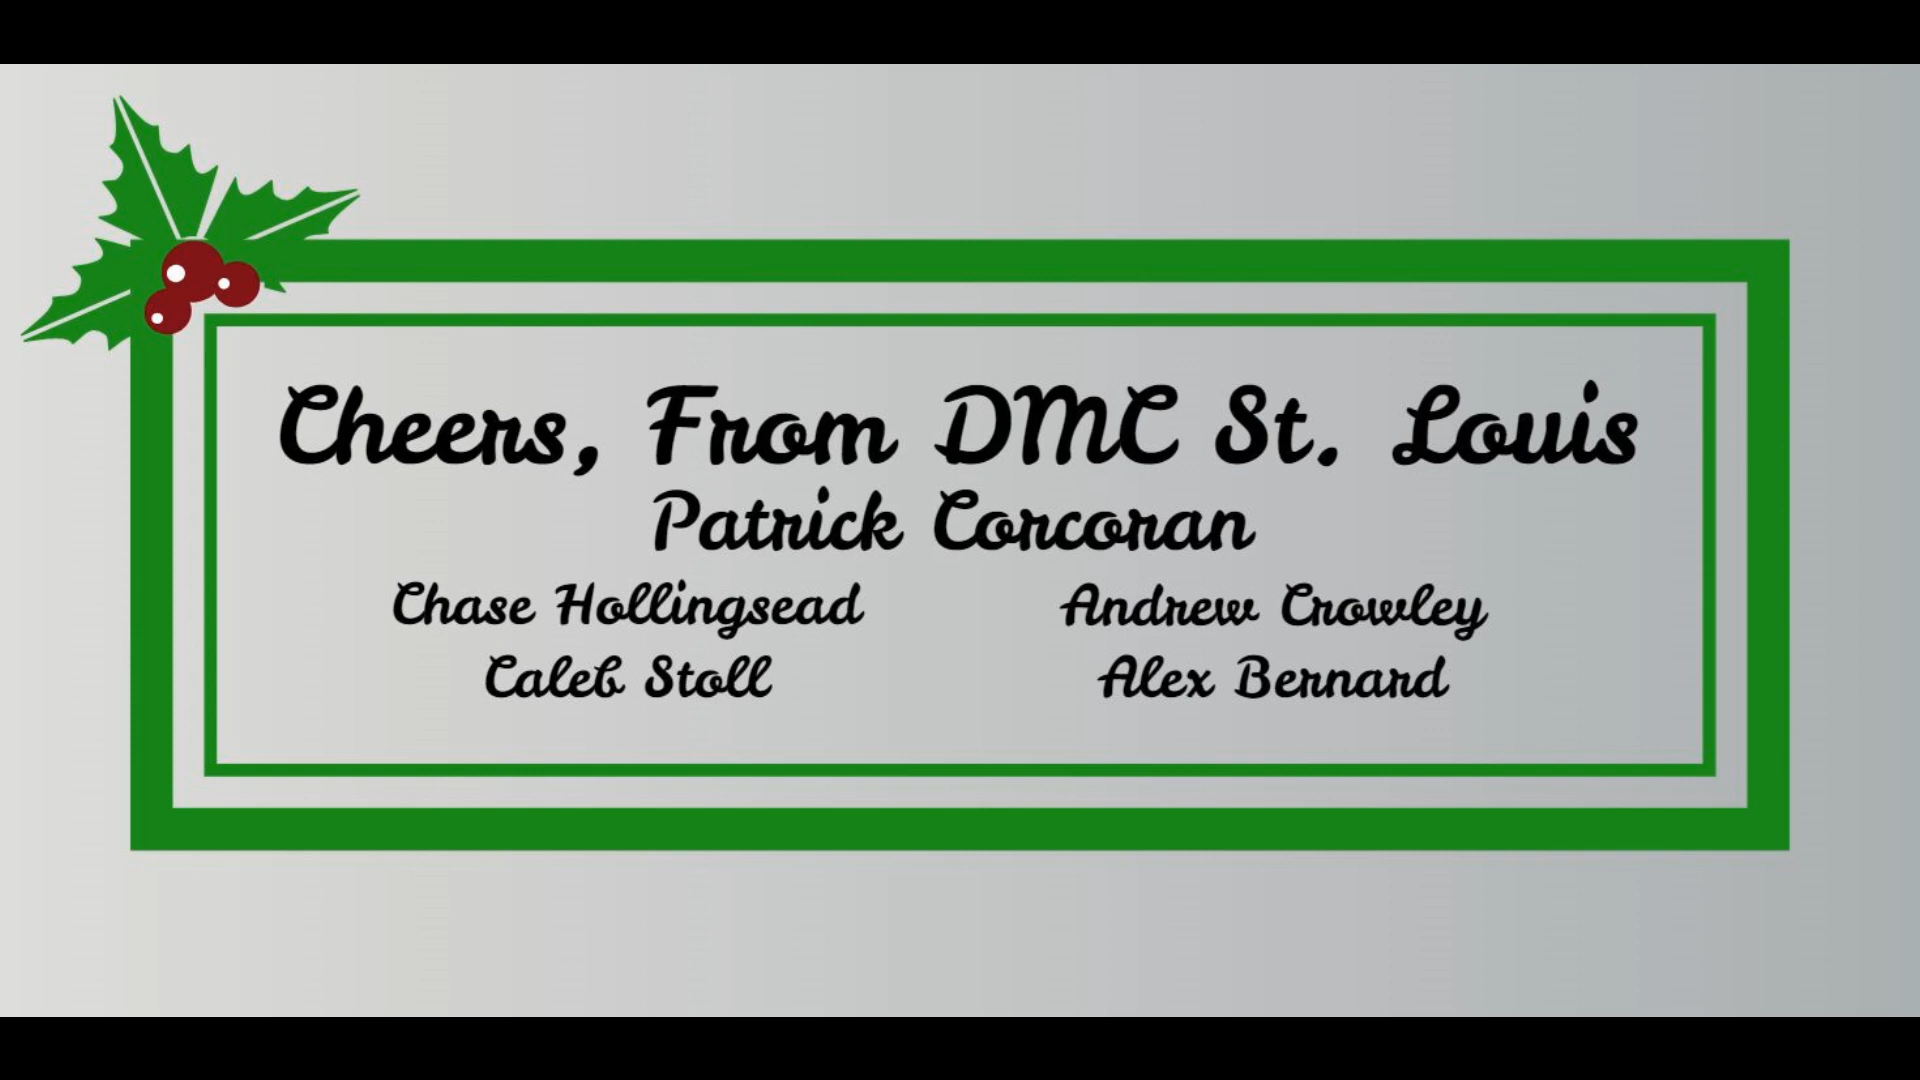 Cheers, From DMC St. Louis
Patrick Corcoran
Chase Hollingsead
Andrew Crowley
Caleb Stoll
Alex Bernard